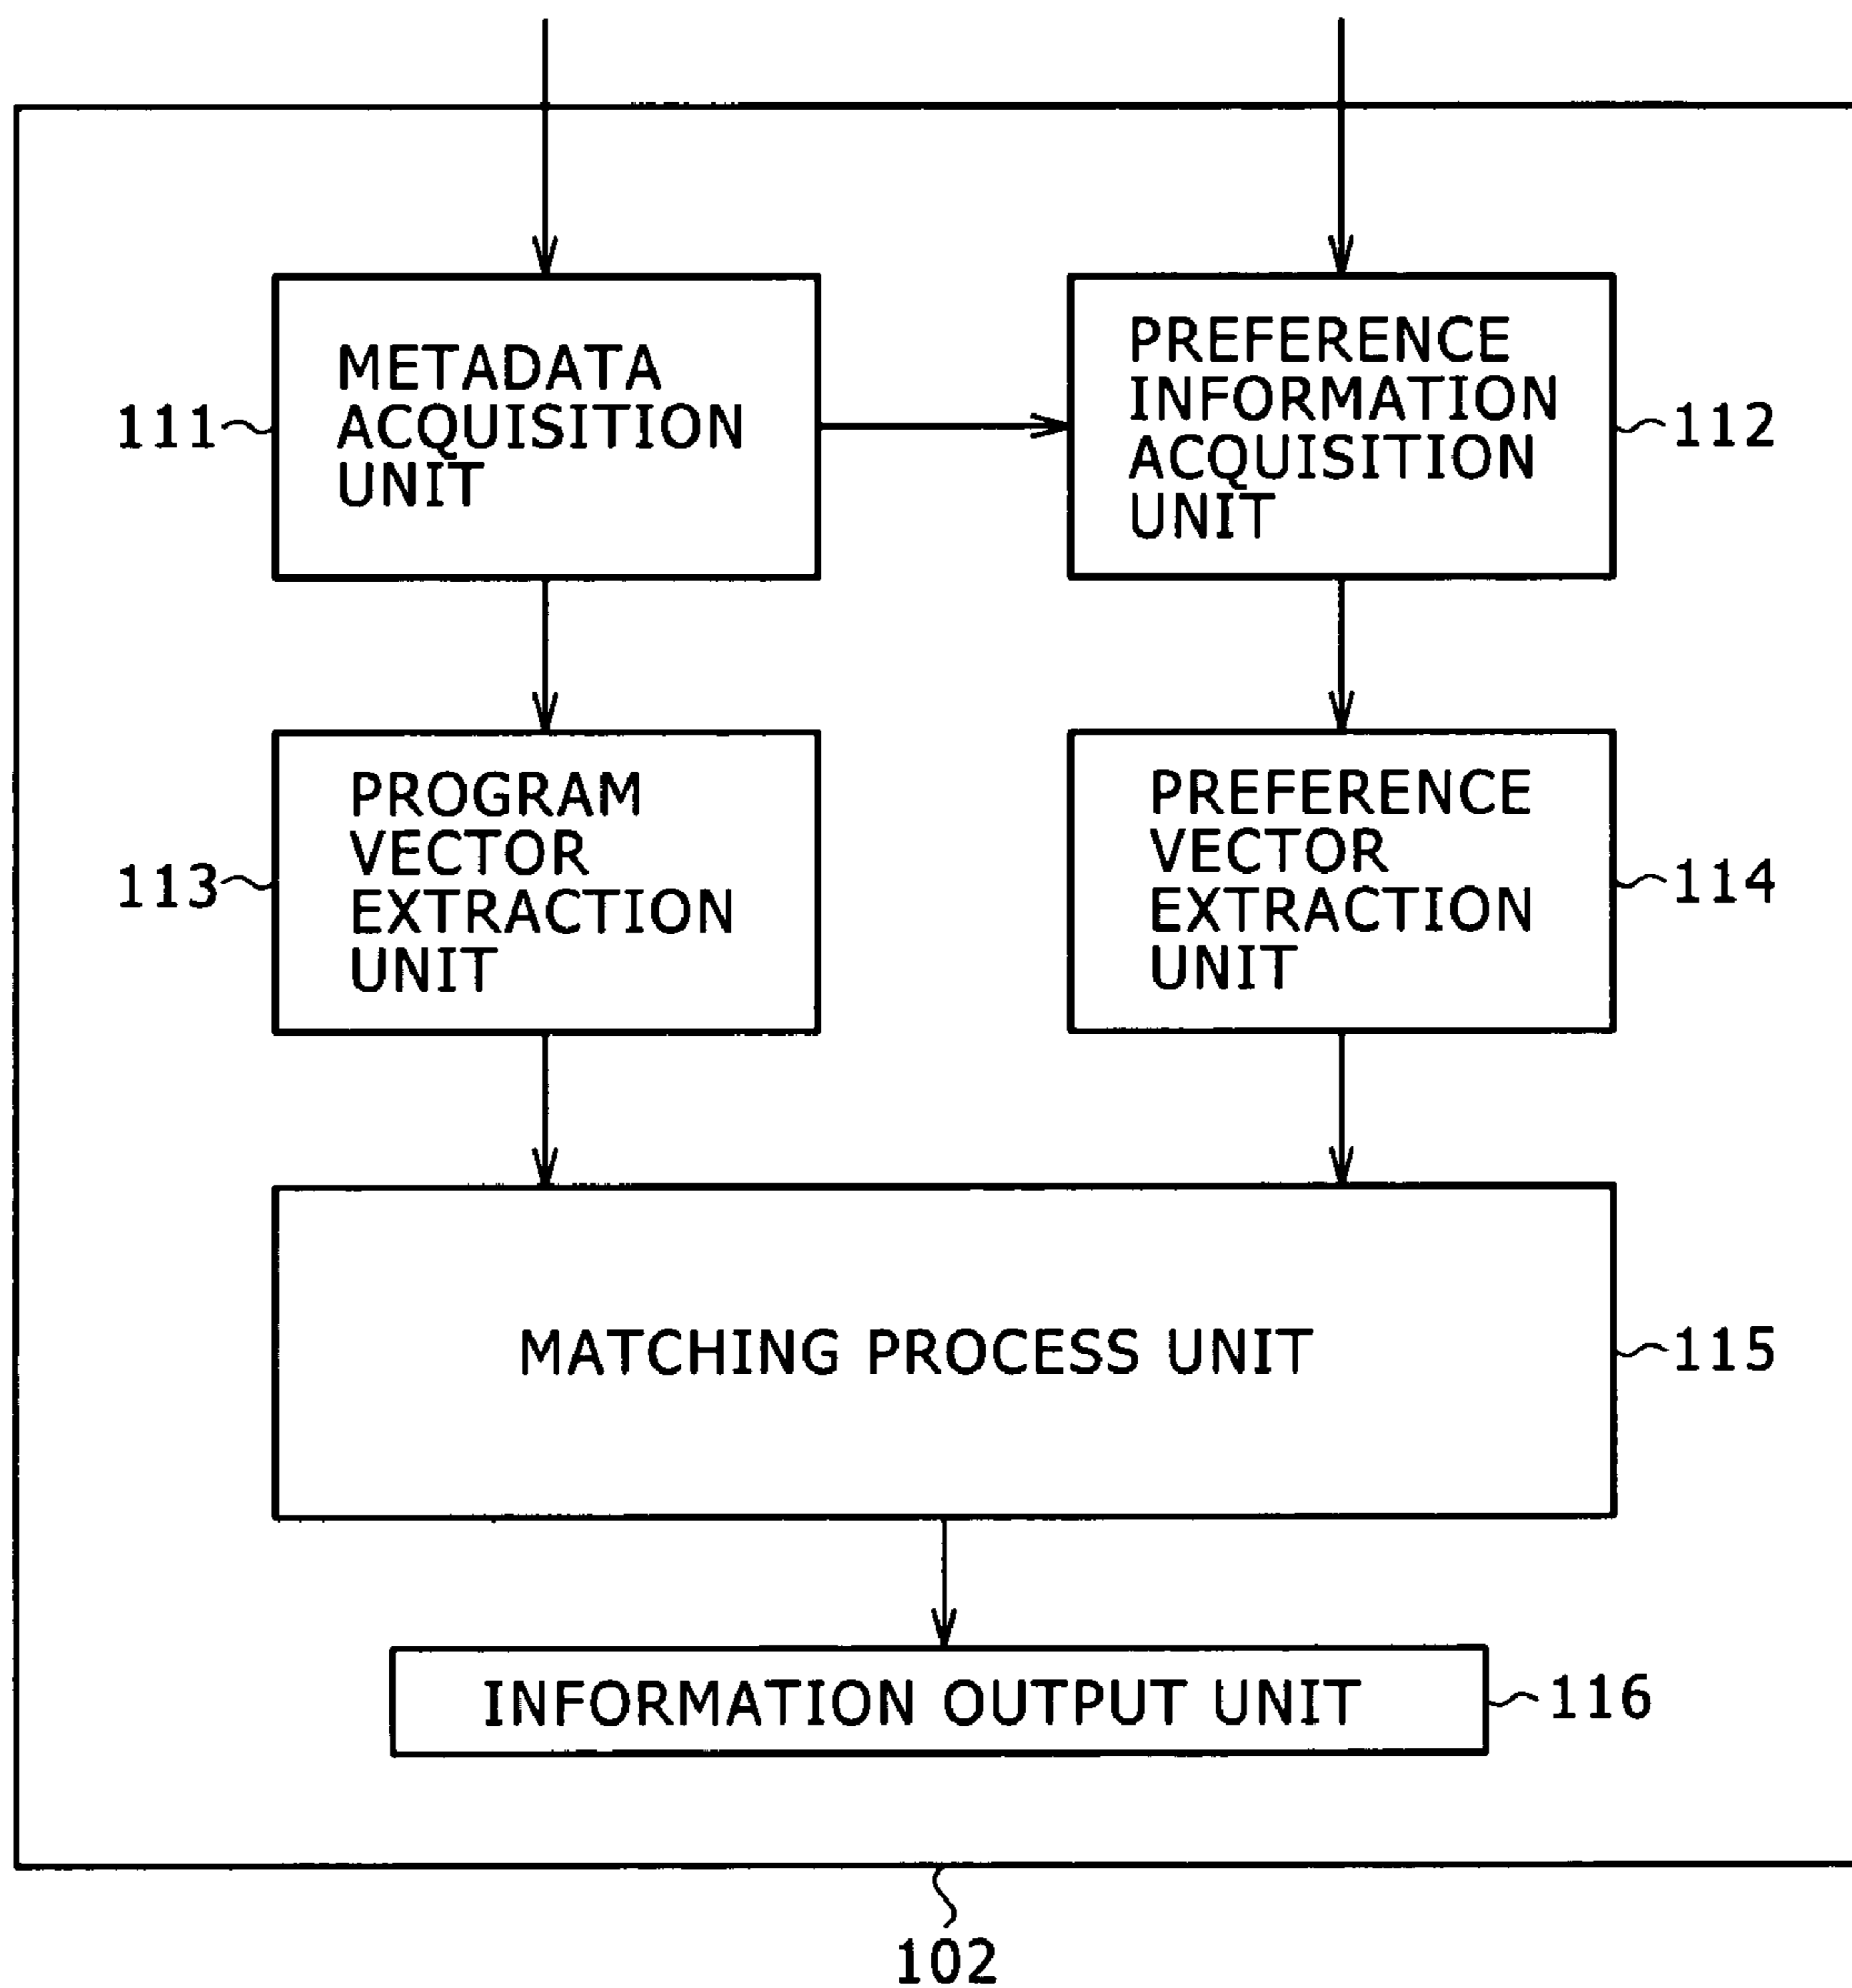 111
METADATA
ACQUISITION
UNIT
PREFERENCE
INFORMATION
ACQUISITION
UNIT
112
113
PROGRAM
VECTOR
EXTRACTION
UNIT
PREFERENCE
VECTOR
EXTRACTION
UNIT
114
MATCHING PROCESS UNIT
115
INFORMATION OUTPUT UNIT
116
102